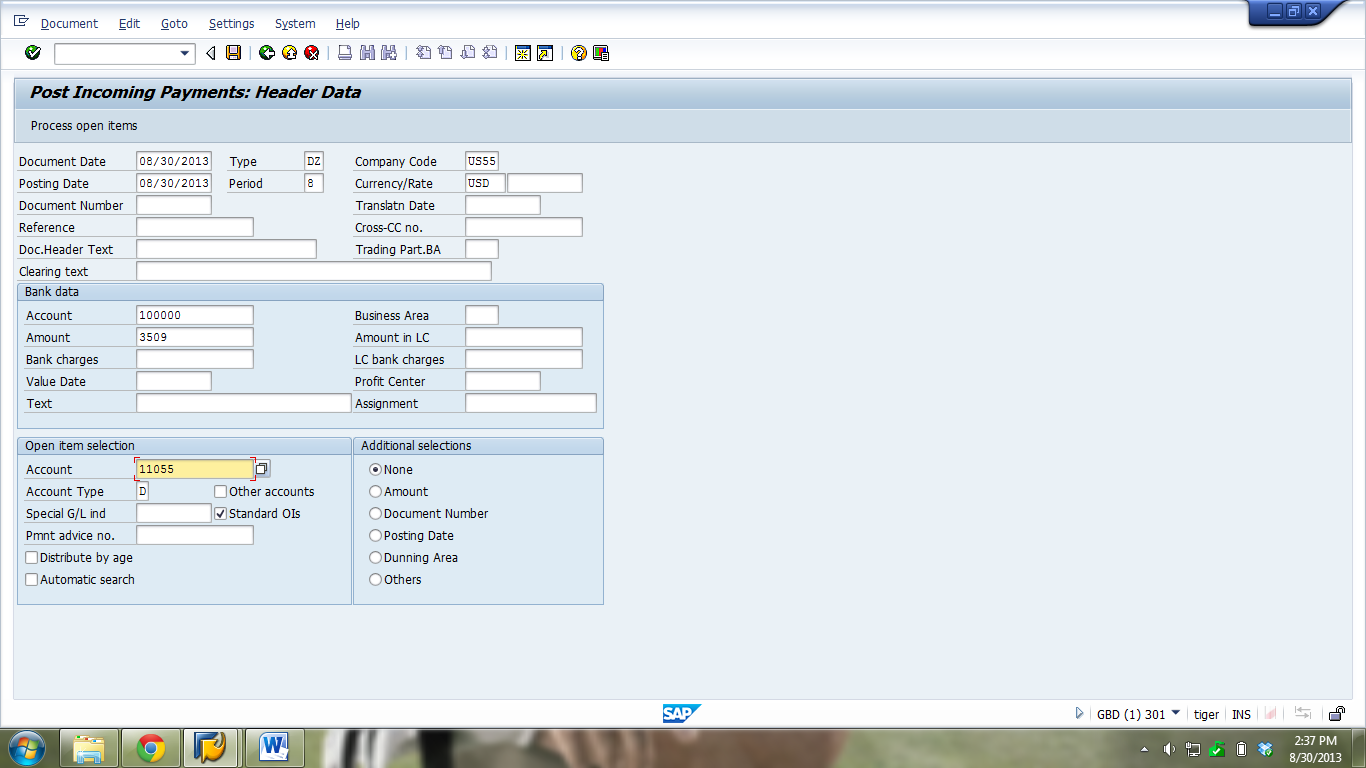 Document Edit Goto Settings System Help
Post Incoming Payments: Header Data
Process open items
Document Date 08/30/2013 Type DZ Company Code US55
Posting Date 08/30/2013 Period 8 Currency/Rate USD
Document Number Translatn Date
Reference Cross-CC no.
Doc.Header Text Trading Part.BA
Clearing text
Bank data
Account 100000 Business Area
Amount 3509 Amount in LC
Bank charges LC bank charges
Value Date Profit Center
Text Assignment
Open item selection Additional selections
Account 11055 None
Account Type D Other accounts Amount
Special G/L ind Standard OIs Document Number
Pmnt advice no. Posting Date
Distribute by age Dunning Area
Automatic search Others
SAP GBD (1) 301 tiger INS
2:37 PM
8/30/2013